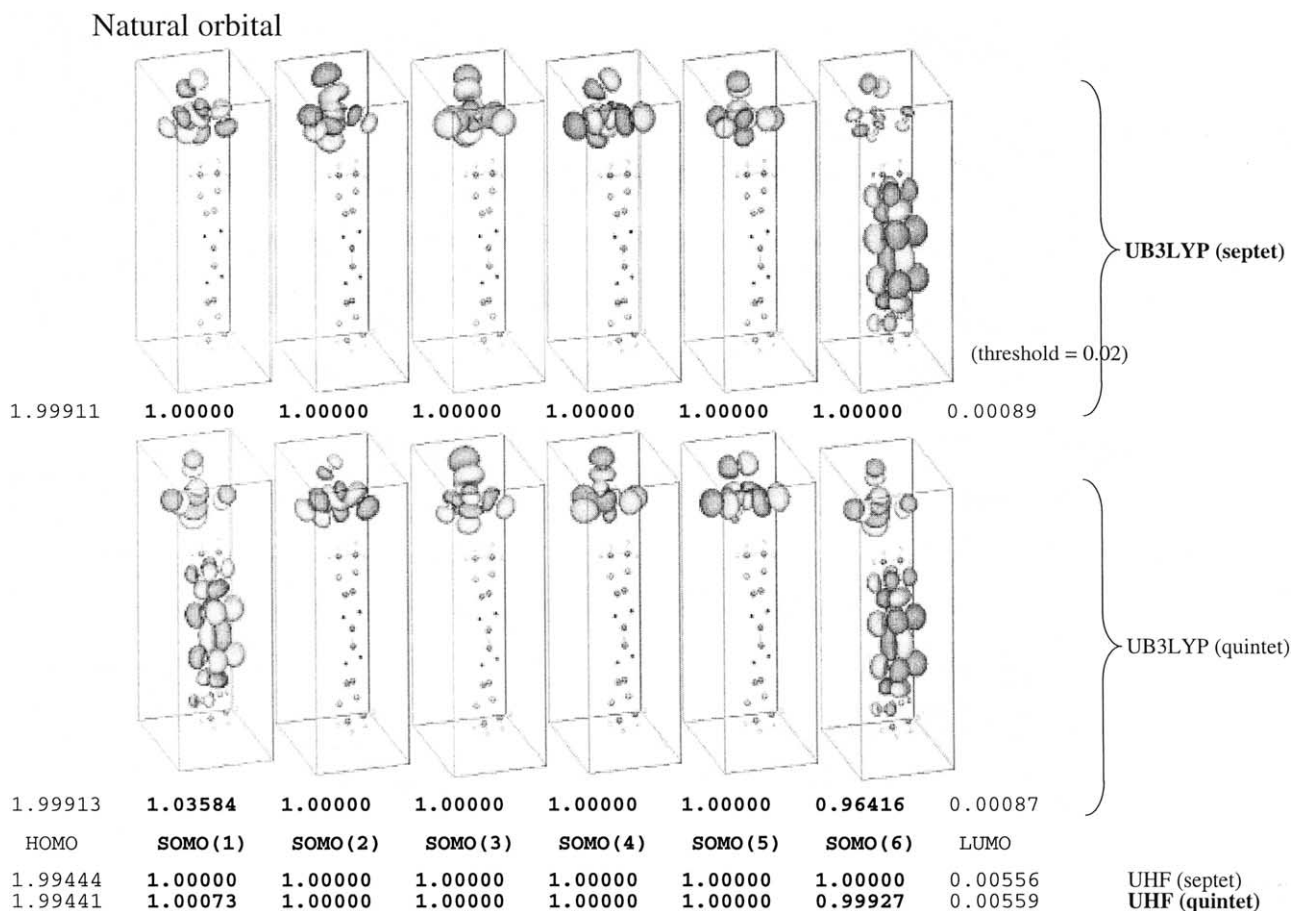 Natural orbital
UB3LYP (septet)
(threshold = 0.02)
1.99911 1.00000 1.00000 1.00000 1.00000 1.00000 1.00000 0.00089
UB3LYP (quintet)
1.99913 1.03584 1.00000 1.00000 1.00000 1.00000 0.96416 0.00087
HOMO SOMO(1) SOMO(2) SOMO(3) SOMO(4) SOMO(5) SOMO(6) LUMO
1.99444 1.00000 1.00000 1.00000 1.00000 1.00000 1.00000 0.00556 UHF (septet)
1.99441 1.00073 1.00000 1.00000 1.00000 1.00000 0.99927 0.00559 UHF (quintet)